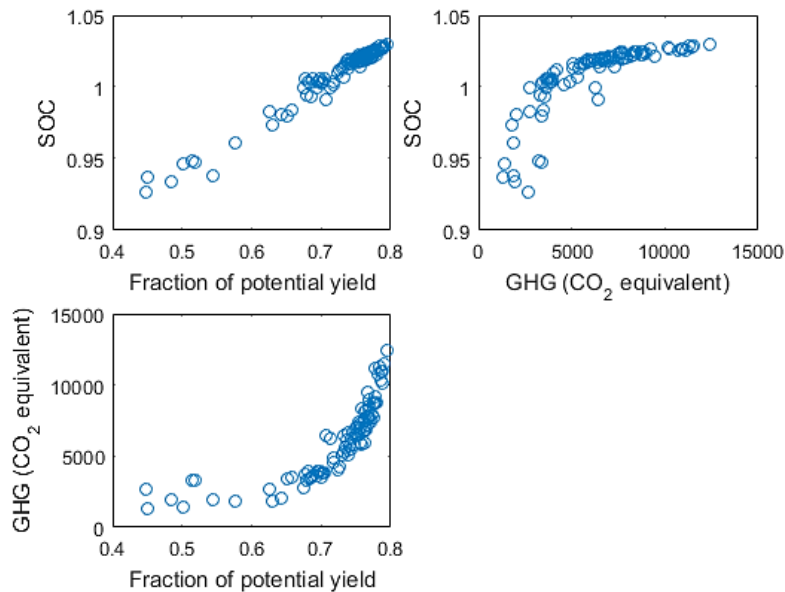 1.05
1
0.95
0.9
SOC
0.4 0.5 0.6 0.7 0.8
Fraction of potential yield
1.05
1
0.95
0.9
SOC
0 5000 10000 15000
GHG (CO2 equivalent)
15000
10000
5000
0
GHG (CO2 equivalent)
0.4 0.5 0.6 0.7 0.8
Fraction of potential yield